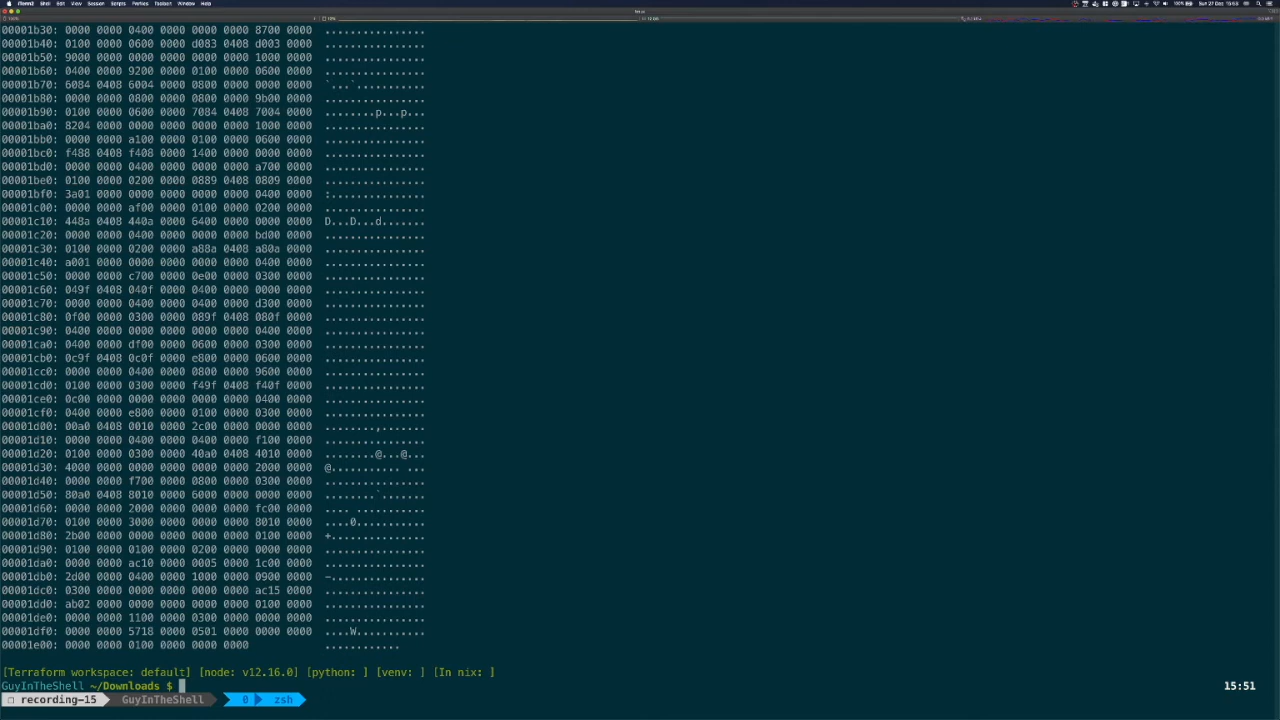 iTerm2 Shell Edit View Session Scripts Profiles Toolbelt Window Help 100% Sun 27 Dec 15:50
00001b30: 0000 0000 0400 0000 0000 0000 8700 0000 ................
00001b40: 0100 0000 0600 0000 d083 0408 d003 0000 ................
00001b50: 9000 0000 0000 0000 0000 0000 1000 0000 ................
00001b60: 0400 0000 9200 0000 0100 0000 0600 0000 ................
00001b70: 6084 0408 6004 0000 0800 0000 0000 0000 `...`...........
00001b80: 0000 0000 0800 0000 0800 0000 9b00 0000 ................
00001b90: 0100 0000 0600 0000 7084 0408 7004 0000 ........p...p...
00001ba0: 8204 0000 0000 0000 0000 0000 1000 0000 ................
00001bb0: 0000 0000 a100 0000 0100 0000 0600 0000 ................
00001bc0: f488 0408 f408 0000 1400 0000 0000 0000 ................
00001bd0: 0000 0000 0400 0000 0000 0000 a700 0000 ................
00001be0: 0100 0000 0200 0000 0889 0408 0809 0000 ................
00001bf0: 3a01 0000 0000 0000 0000 0000 0400 0000 :...............
00001c00: 0000 0000 af00 0000 0100 0000 0200 0000 ................
00001c10: 448a 0408 440a 0000 6400 0000 0000 0000 D...D...d.......
00001c20: 0000 0000 0400 0000 0000 0000 bd00 0000 ................
00001c30: 0100 0000 0200 0000 a88a 0408 a80a 0000 ................
00001c40: a001 0000 0000 0000 0000 0000 0400 0000 ................
00001c50: 0000 0000 c700 0000 0e00 0000 0300 0000 ................
00001c60: 049f 0408 040f 0000 0400 0000 0000 0000 ................
00001c70: 0000 0000 0400 0000 0400 0000 d300 0000 ................
00001c80: 0f00 0000 0300 0000 089f 0408 080f 0000 ................
00001c90: 0400 0000 0000 0000 0000 0000 0400 0000 ................
00001ca0: 0400 0000 df00 0000 0600 0000 0300 0000 ................
00001cb0: 0c9f 0408 0c0f 0000 e800 0000 0600 0000 ................
00001cc0: 0000 0000 0400 0000 0800 0000 9600 0000 ................
00001cd0: 0100 0000 0300 0000 f49f 0408 f40f 0000 ................
00001ce0: 0c00 0000 0000 0000 0000 0000 0400 0000 ................
00001cf0: 0400 0000 e800 0000 0100 0000 0300 0000 ................
00001d00: 00a0 0408 0010 0000 2c00 0000 0000 0000 ........,.......
00001d10: 0000 0000 0400 0000 0400 0000 f100 0000 ................
00001d20: 0100 0000 0300 0000 40a0 0408 4010 0000 ........@...@...
00001d30: 4000 0000 0000 0000 0000 0000 2000 0000 @........... ...
00001d40: 0000 0000 f700 0000 0800 0000 0300 0000 ................
00001d50: 80a0 0408 8010 0000 6000 0000 0000 0000 ........`.......
00001d60: 0000 0000 2000 0000 0000 0000 fc00 0000 .... ...........
00001d70: 0100 0000 3000 0000 0000 0000 8010 0000 ....0...........
00001d80: 2b00 0000 0000 0000 0000 0000 0100 0000 +...............
00001d90: 0100 0000 0100 0000 0200 0000 0000 0000 ................
00001da0: 0000 0000 ac10 0000 0005 0000 1c00 0000 ................
00001db0: 2d00 0000 0400 0000 1000 0000 0900 0000 -...............
00001dc0: 0300 0000 0000 0000 0000 0000 ac15 0000 ................
00001dd0: ab02 0000 0000 0000 0000 0000 0100 0000 ................
00001de0: 0000 0000 1100 0000 0300 0000 0000 0000 ................
00001df0: 0000 0000 5718 0000 0501 0000 0000 0000 ....W...........
00001e00: 0000 0000 0100 0000 0000 0000 ............
[Terraform workspace: default] [node: v12.16.0] [python: ] [venv: ] [In nix: ]
GuyInTheShell ~/Downloads $ 15:51
recording-15 GuyInTheShell 0 zsh